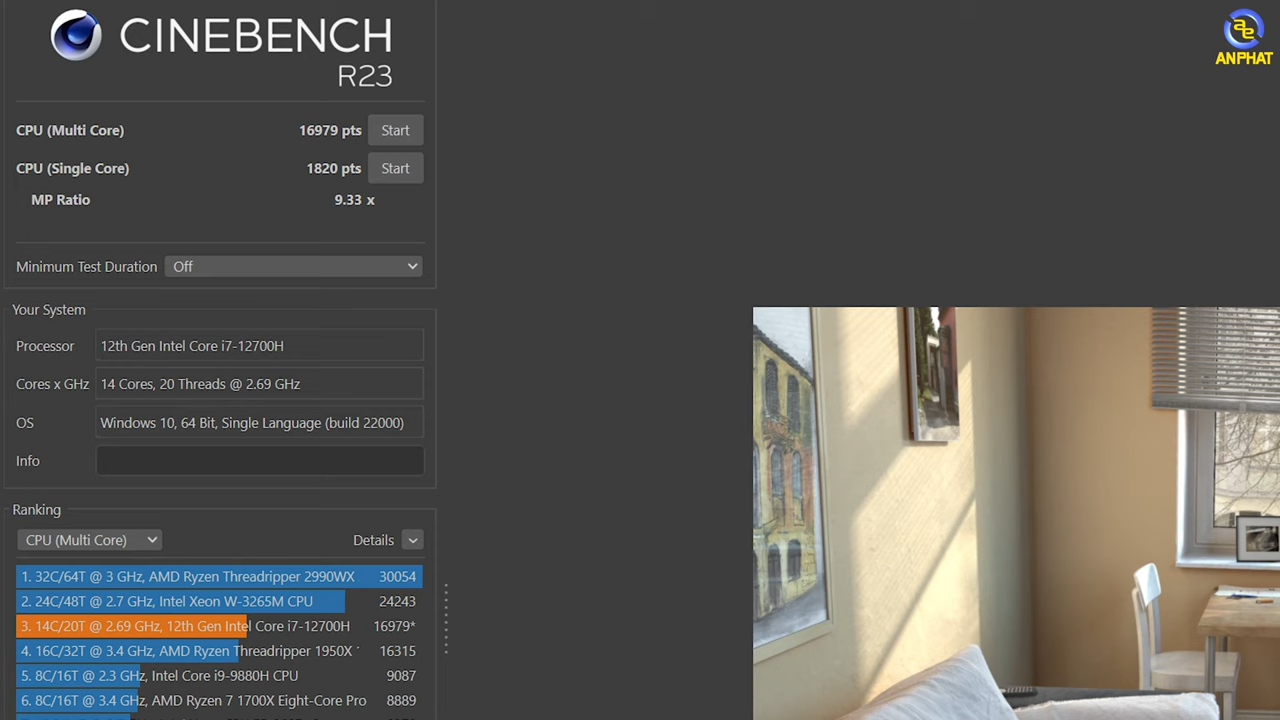 CINEBENCH
R23
ae
ANPHAT
CPU (Multi Core) 16979 pts Start
CPU (Single Core) 1820 pts Start
MP Ratio 9.33 x
Minimum Test Duration Off
Your System
Processor 12th Gen Intel Core i7-12700H
Cores x GHz 14 Cores, 20 Threads @ 2.69 GHz
OS Windows 10, 64 Bit, Single Language (build 22000)
Info
Ranking
CPU (Multi Core) Details
1. 32C/64T @ 3 GHz, AMD Ryzen Threadripper 2990WX 30054
2. 24C/48T @ 2.7 GHz, Intel Xeon W-3265M CPU 24243
3. 14C/20T @ 2.69 GHz, 12th Gen Intel Core i7-12700H 16979*
4. 16C/32T @ 3.4 GHz, AMD Ryzen Threadripper 1950X 16315
5. 8C/16T @ 2.3 GHz, Intel Core i9-9880H CPU 9087
6. 8C/16T @ 3.4 GHz, AMD Ryzen 7 1700X Eight-Core Pro 8889